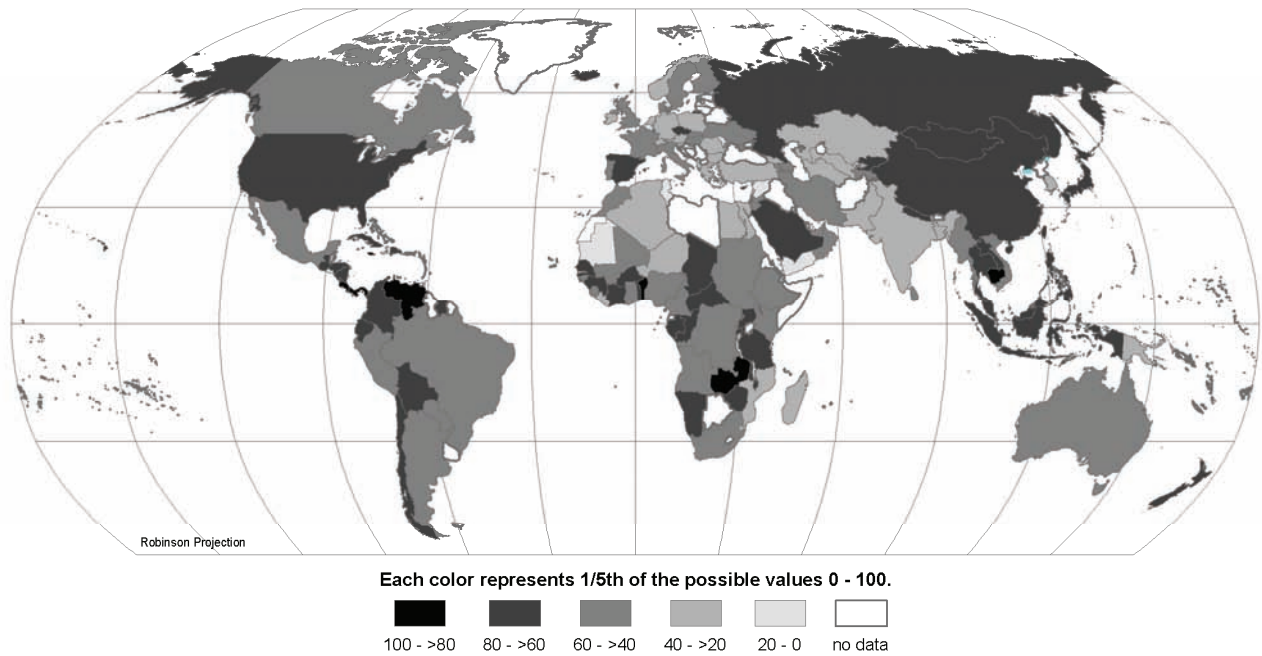 Robinson Projection
Each color represents 1/5th of the possible values 0 - 100.
100 - >80 80 - >60 60 - >40 40 - >20 20 - 0 no data